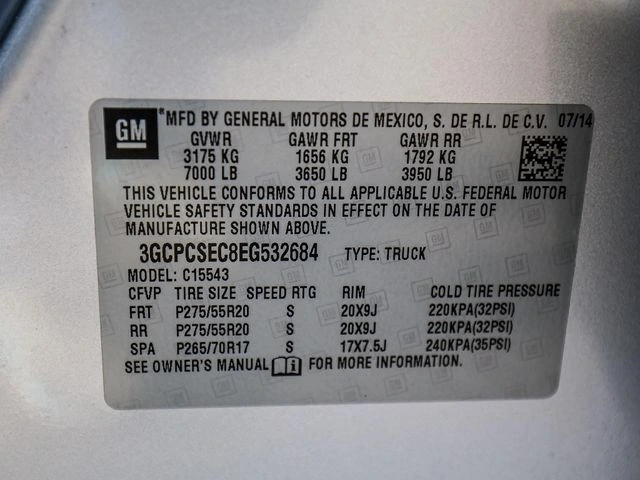 GM *MFD BY GENERAL MOTORS DE MEXICO, S. DE R.L. DE C.V. 07/14
GVWR GAWR FRT GAWR RR
3175 KG 1656 KG 1792 KG
7000 LB 3650 LB 3950 LB
THIS VEHICLE CONFORMS TO ALL APPLICABLE U.S. FEDERAL MOTOR
VEHICLE SAFETY STANDARDS IN EFFECT ON THE DATE OF
MANUFACTURE SHOWN ABOVE.
3GCPCSEC8EG532684 TYPE: TRUCK
MODEL: C15543
CFVP TIRE SIZE SPEED RTG RIM COLD TIRE PRESSURE
FRT P275/55R20 S 20X9J 220KPA(32PSI)
RR P275/55R20 S 20X9J 220KPA(32PSI)
SPA P265/70R17 S 17X7.5J 240KPA(35PSI)
SEE OWNER'S MANUAL FOR MORE INFORMATION.